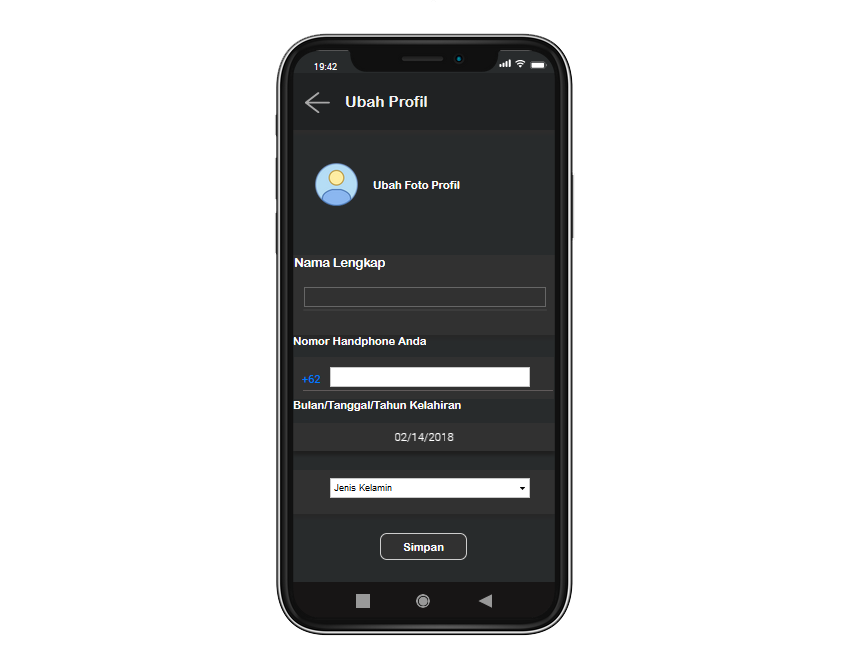 19:42
Ubah Profil
Ubah Foto Profil
Nama Lengkap
Nomor Handphone Anda
+62
Bulan/Tanggal/Tahun Kelahiran
02/14/2018
Jenis Kelamin
Simpan